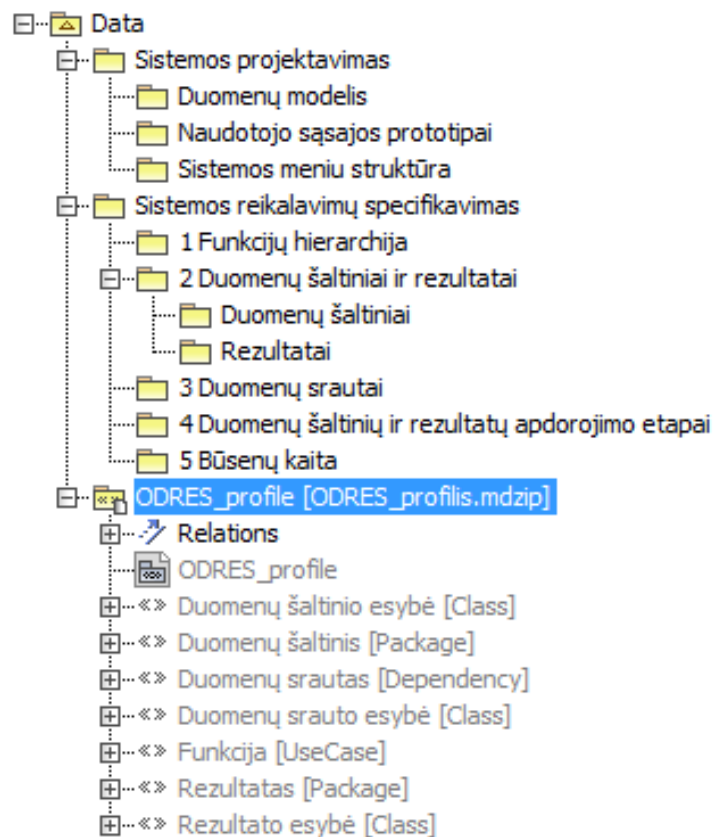 Data
Sistemos projektavimas
Duomenų modelis
Naudotojo sąsajos prototipai
Sistemos meniu struktūra
Sistemos reikalavimų specifikavimas
1 Funkcijų hierarchija
2 Duomenų šaltiniai ir rezultatai
Duomenų šaltiniai
Rezultatai
3 Duomenų srautai
4 Duomenų šaltinių ir rezultatų apdorojimo etapai
5 Būsenų kaita
ODRES_profile [ODRES_profilis.mdzip]
Relations
ODRES_profile
«» Duomenų šaltinio esybė [Class]
«» Duomenų šaltinis [Package]
«» Duomenų srautas [Dependency]
«» Duomenų srauto esybė [Class]
«» Funkcija [UseCase]
«» Rezultatas [Package]
«» Rezultato esybė [Class]